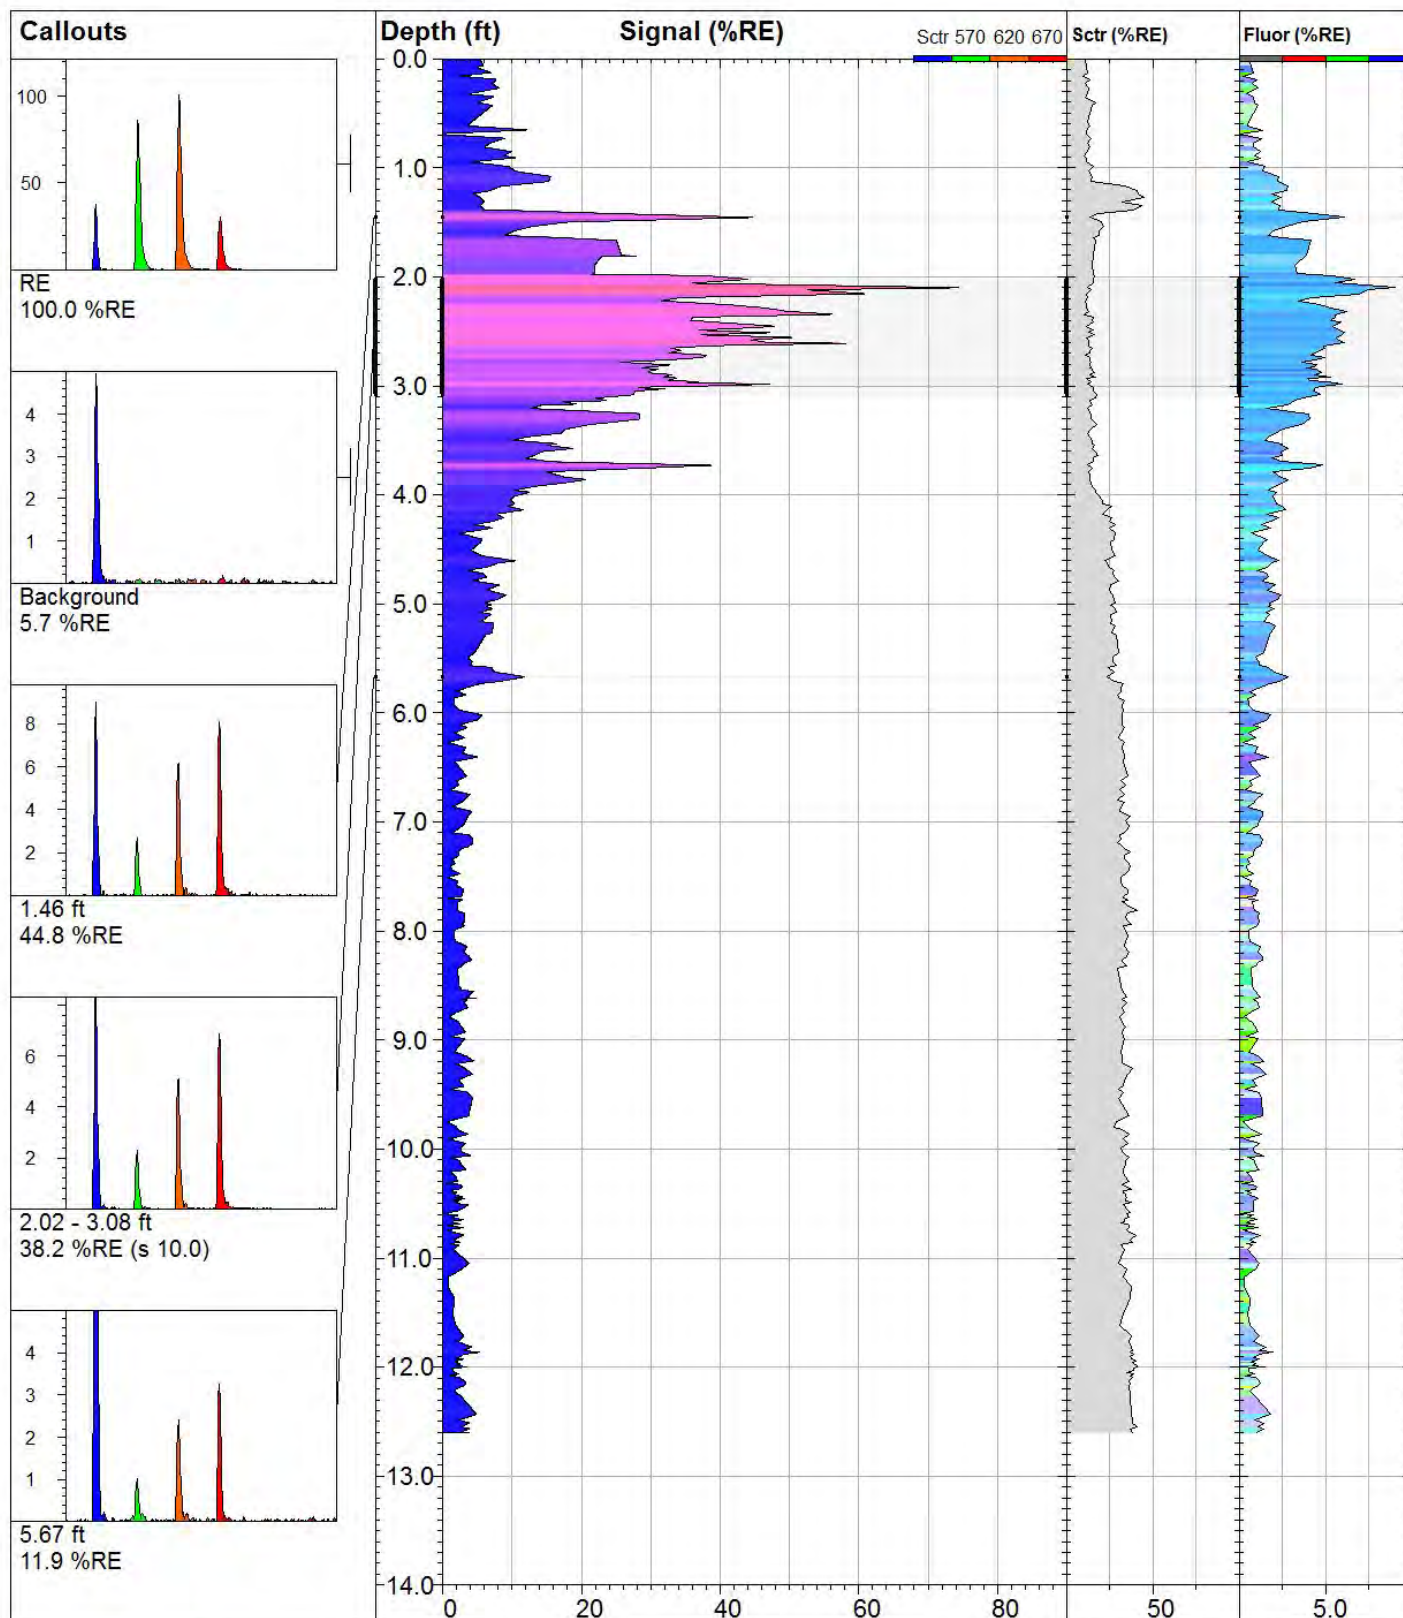 Callouts
Depth (ft)
Signal (%RE)
Sctr 570 620 670
Sctr (%RE)
Fluor (%RE)
100
50
RE
100.0 %RE
4
3
2
1
Background
5.7 %RE
8
6
4
2
1.46 ft
44.8 %RE
6
4
2
2.02 - 3.08 ft
38.2 %RE (s 10.0)
4
3
2
1
5.67 ft
11.9 %RE
0.0
1.0
2.0
3.0
4.0
5.0
6.0
7.0
8.0
9.0
10.0
11.0
12.0
13.0
14.0
0 20 40 60 80
50
5.0